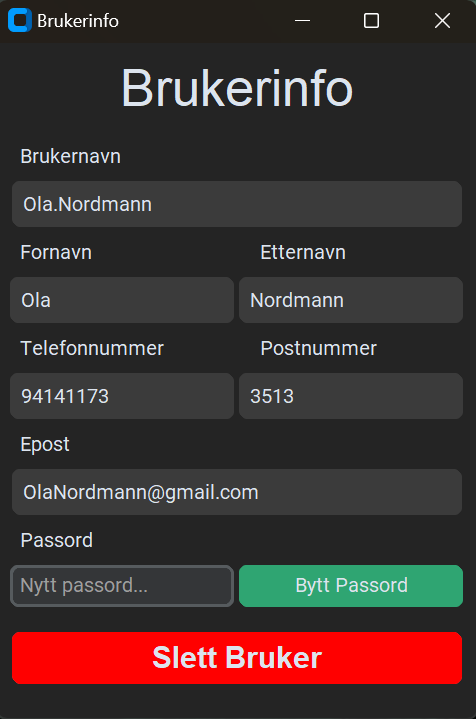 Brukerinfo
Brukerinfo
Brukernavn
Ola.Nordmann
Fornavn Etternavn
Ola Nordmann
Telefonnummer Postnummer
94141173 3513
Epost
OlaNordmann@gmail.com
Passord
Nytt passord... Bytt Passord
Slett Bruker